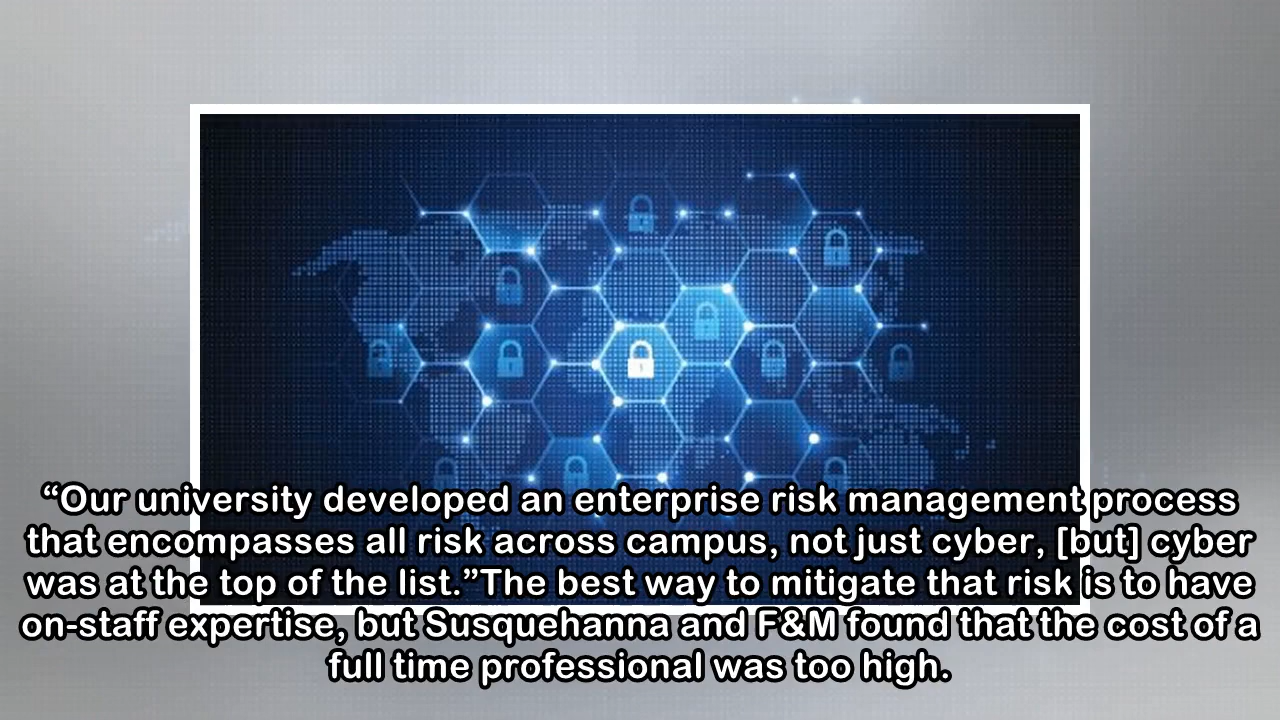 “Our university developed an enterprise risk management process
that encompasses all risk across campus, not just cyber, [but] cyber
was at the top of the list.”The best way to mitigate that risk is to have
on-staff expertise, but Susquehanna and F&M found that the cost of a
full time professional was too high.